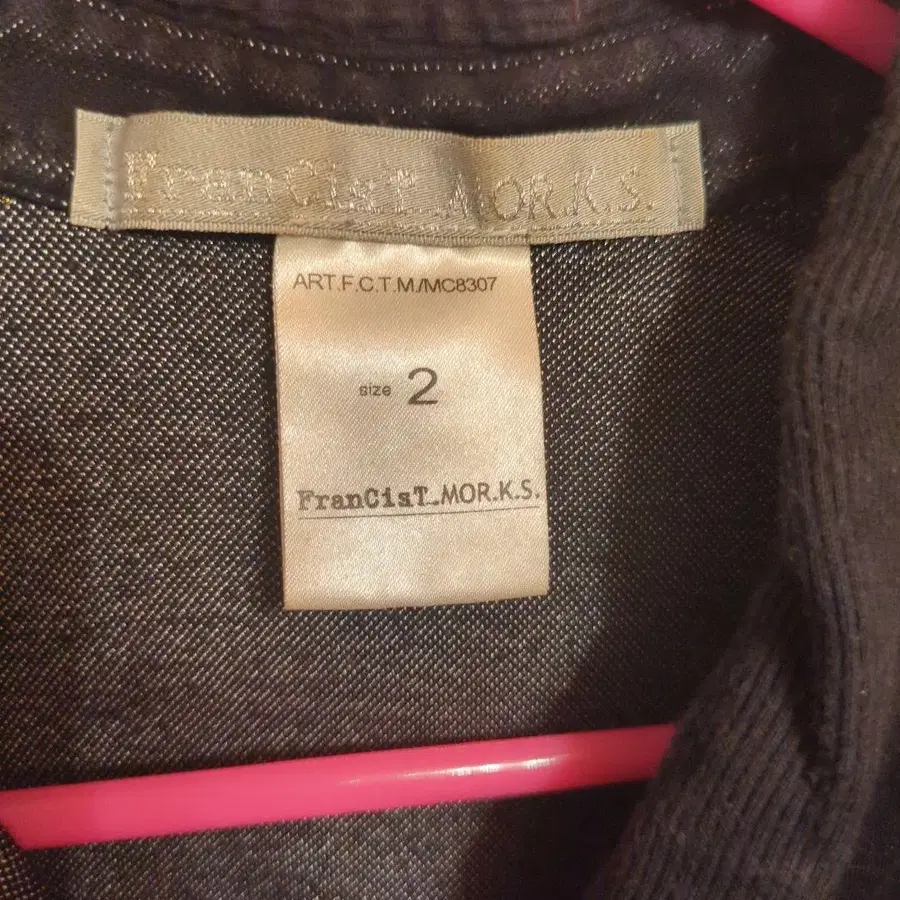 FranCisT_MOR.K.S.
ART.F.C.T.M./MC8307
size 2
FranCisT_MOR.K.S.